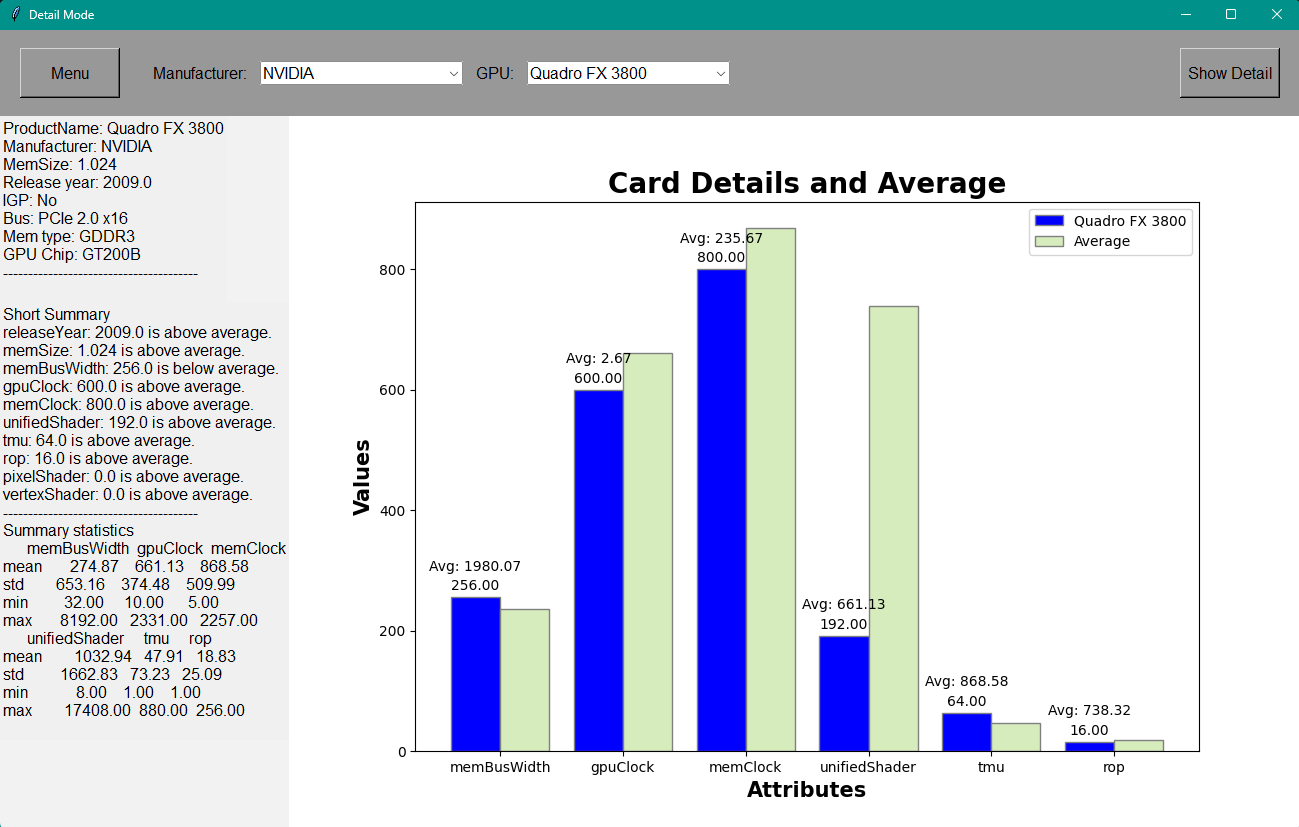 Detail Mode
Menu
Manufacturer:
NVIDIA
GPU:
Quadro FX 3800
Show Detail
ProductName: Quadro FX 3800
Manufacturer: NVIDIA
MemSize: 1.024
Release year: 2009.0
IGP: No
Bus: PCIe 2.0 x16
Mem type: GDDR3
GPU Chip: GT200B
---------------------------------------
Short Summary
releaseYear: 2009.0 is above average.
memSize: 1.024 is above average.
memBusWidth: 256.0 is below average.
gpuClock: 600.0 is above average.
memClock: 800.0 is above average.
unifiedShader: 192.0 is above average.
tmu: 64.0 is above average.
rop: 16.0 is above average.
pixelShader: 0.0 is above average.
vertexShader: 0.0 is above average.
---------------------------------------
Summary statistics
memBusWidth gpuClock memClock
mean 274.87 661.13 868.58
std 653.16 374.48 509.99
min 32.00 10.00 5.00
max 8192.00 2331.00 2257.00
unifiedShader tmu rop
mean 1032.94 47.91 18.83
std 1662.83 73.23 25.09
min 8.00 1.00 1.00
max 17408.00 880.00 256.00
Card Details and Average
Quadro FX 3800
Average
Values
800
600
400
200
0
Avg: 1980.07
256.00
Avg: 2.67
600.00
Avg: 235.67
800.00
Avg: 661.13
192.00
Avg: 868.58
64.00
Avg: 738.32
16.00
memBusWidth
gpuClock
memClock
unifiedShader
tmu
rop
Attributes